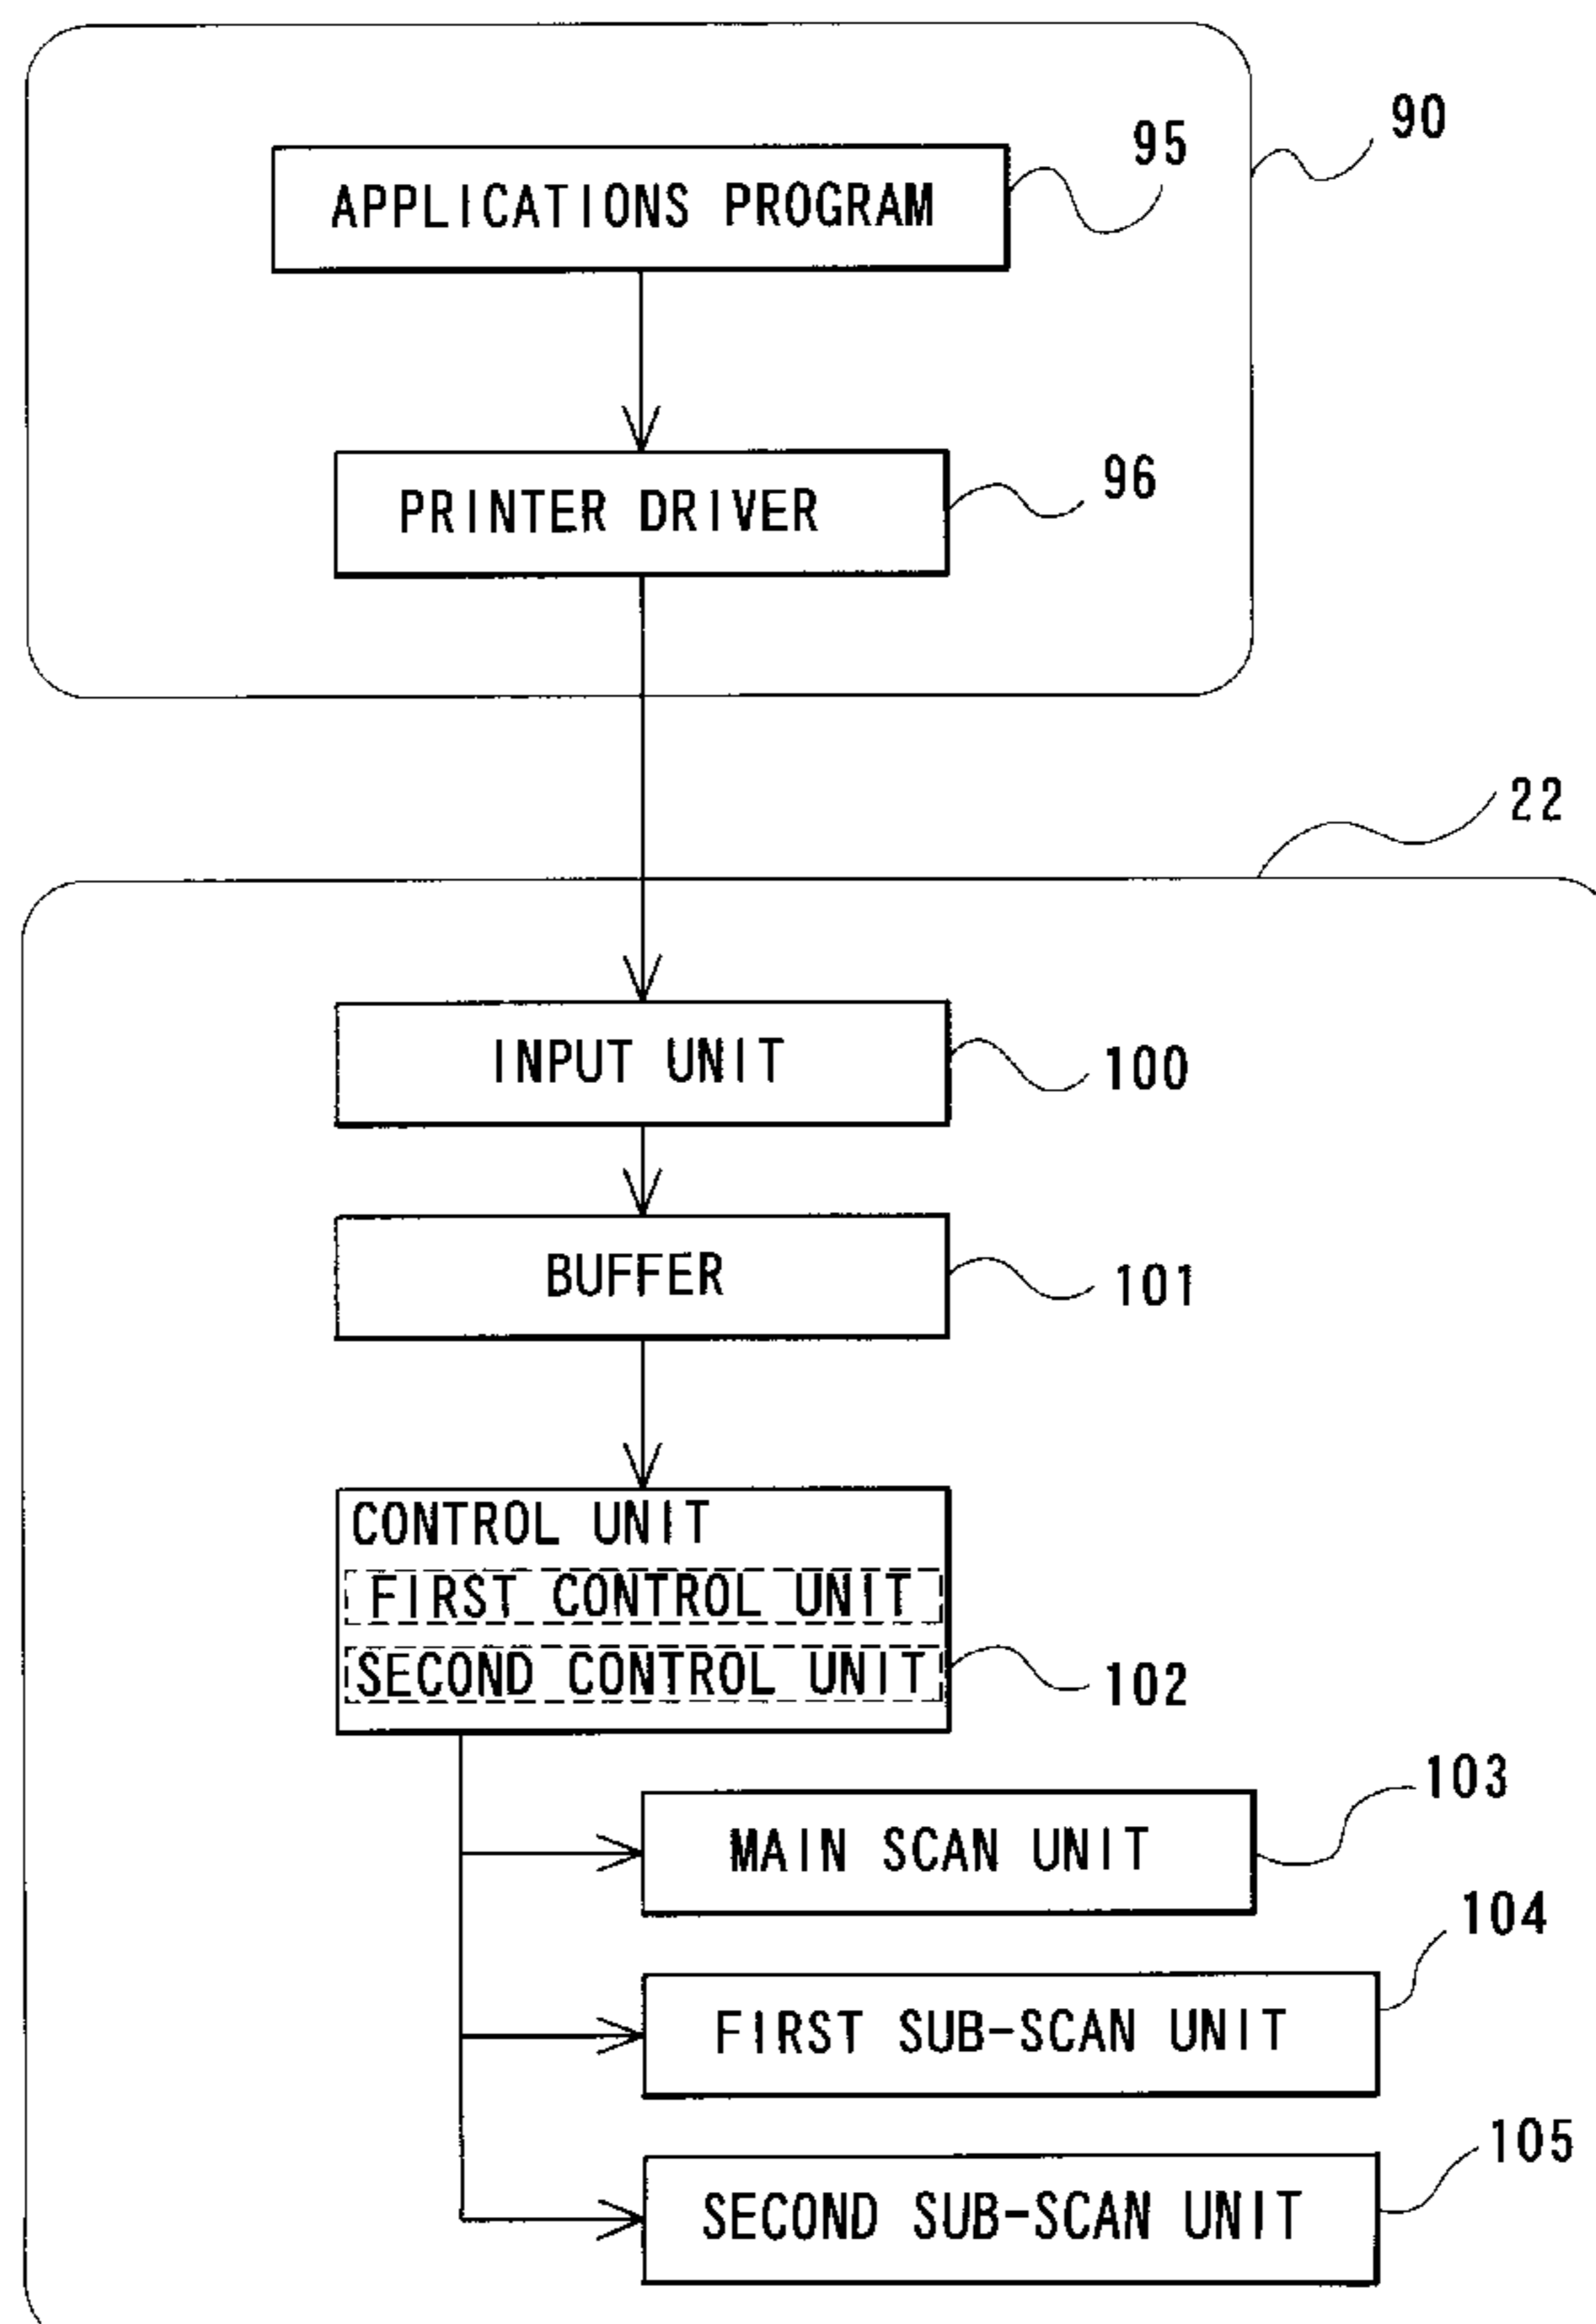 90
95
APPLICATIONS PROGRAM
96
PRINTER DRIVER
22
INPUT UNIT
100
BUFFER
101
CONTROL UNIT
FIRST CONTROL UNIT
SECOND CONTROL UNIT
102
103
MAIN SCAN UNIT
104
FIRST SUB-SCAN UNIT
105
SECOND SUB-SCAN UNIT